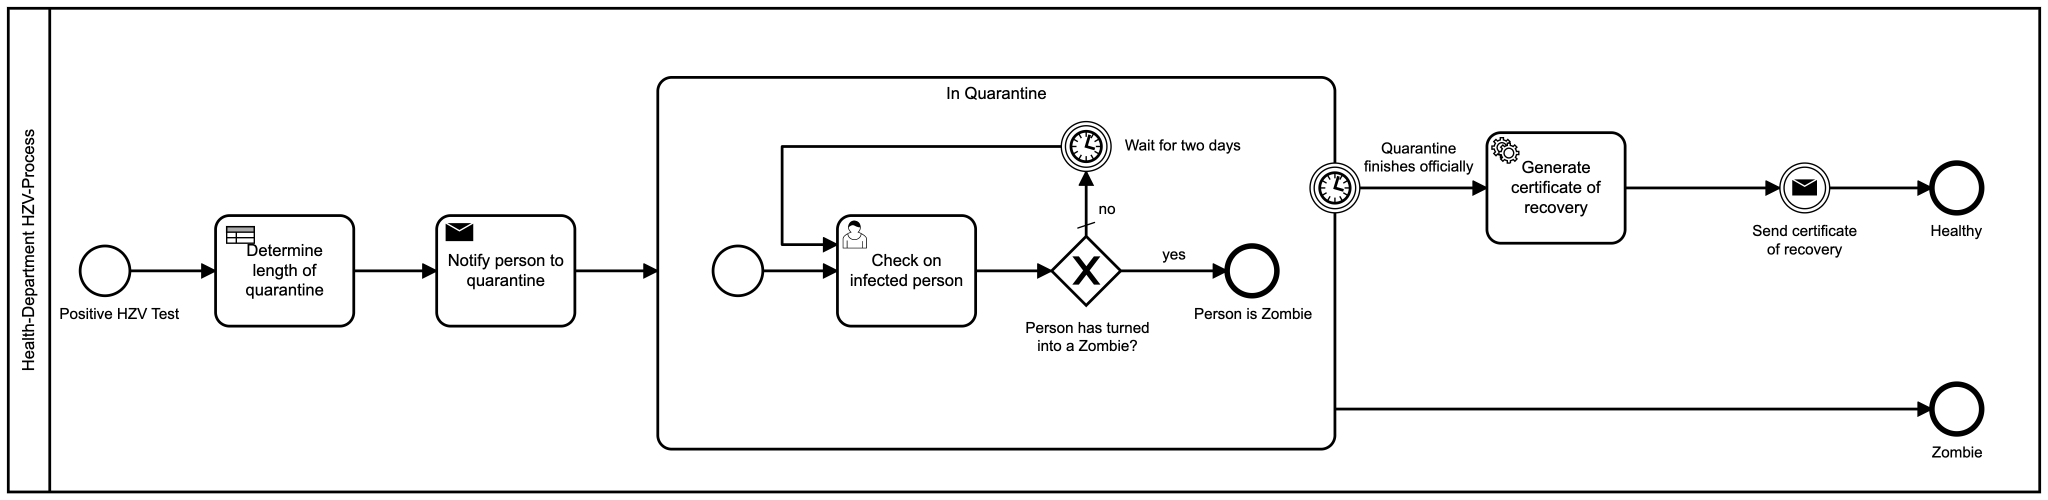 Health-Department HZV-Process
Positive HZV Test
Determine
length of
quarantine
Notify person to
quarantine
In Quarantine
Wait for two days
Check on
infected person
no
yes
Person has turned
into a Zombie?
Person is Zombie
Quarantine
finishes officially
Generate
certificate of
recovery
Send certificate
of recovery
Healthy
Zombie